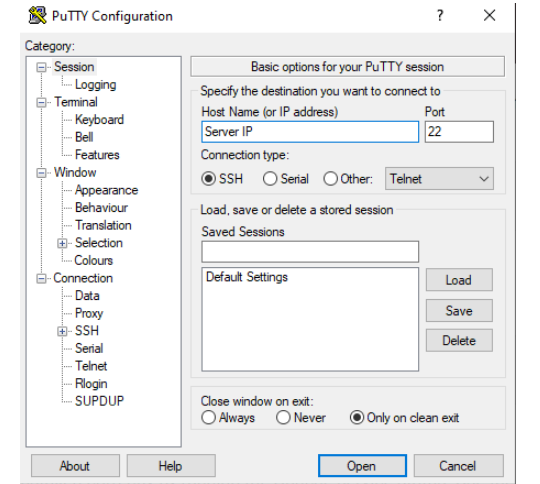 PuTTY Configuration ? ×
Category:
Session
Logging
Terminal
Keyboard
Bell
Features
Window
Appearance
Behaviour
Translation
Selection
Colours
Connection
Data
Proxy
SSH
Serial
Telnet
Rlogin
SUPDUP
Basic options for your PuTTY session
Specify the destination you want to connect to
Host Name (or IP address) Port
Server IP 22
Connection type:
SSH Serial Other: Telnet
Load, save or delete a stored session
Saved Sessions
Default Settings
Load
Save
Delete
Close window on exit:
Always Never Only on clean exit
About Help Open Cancel